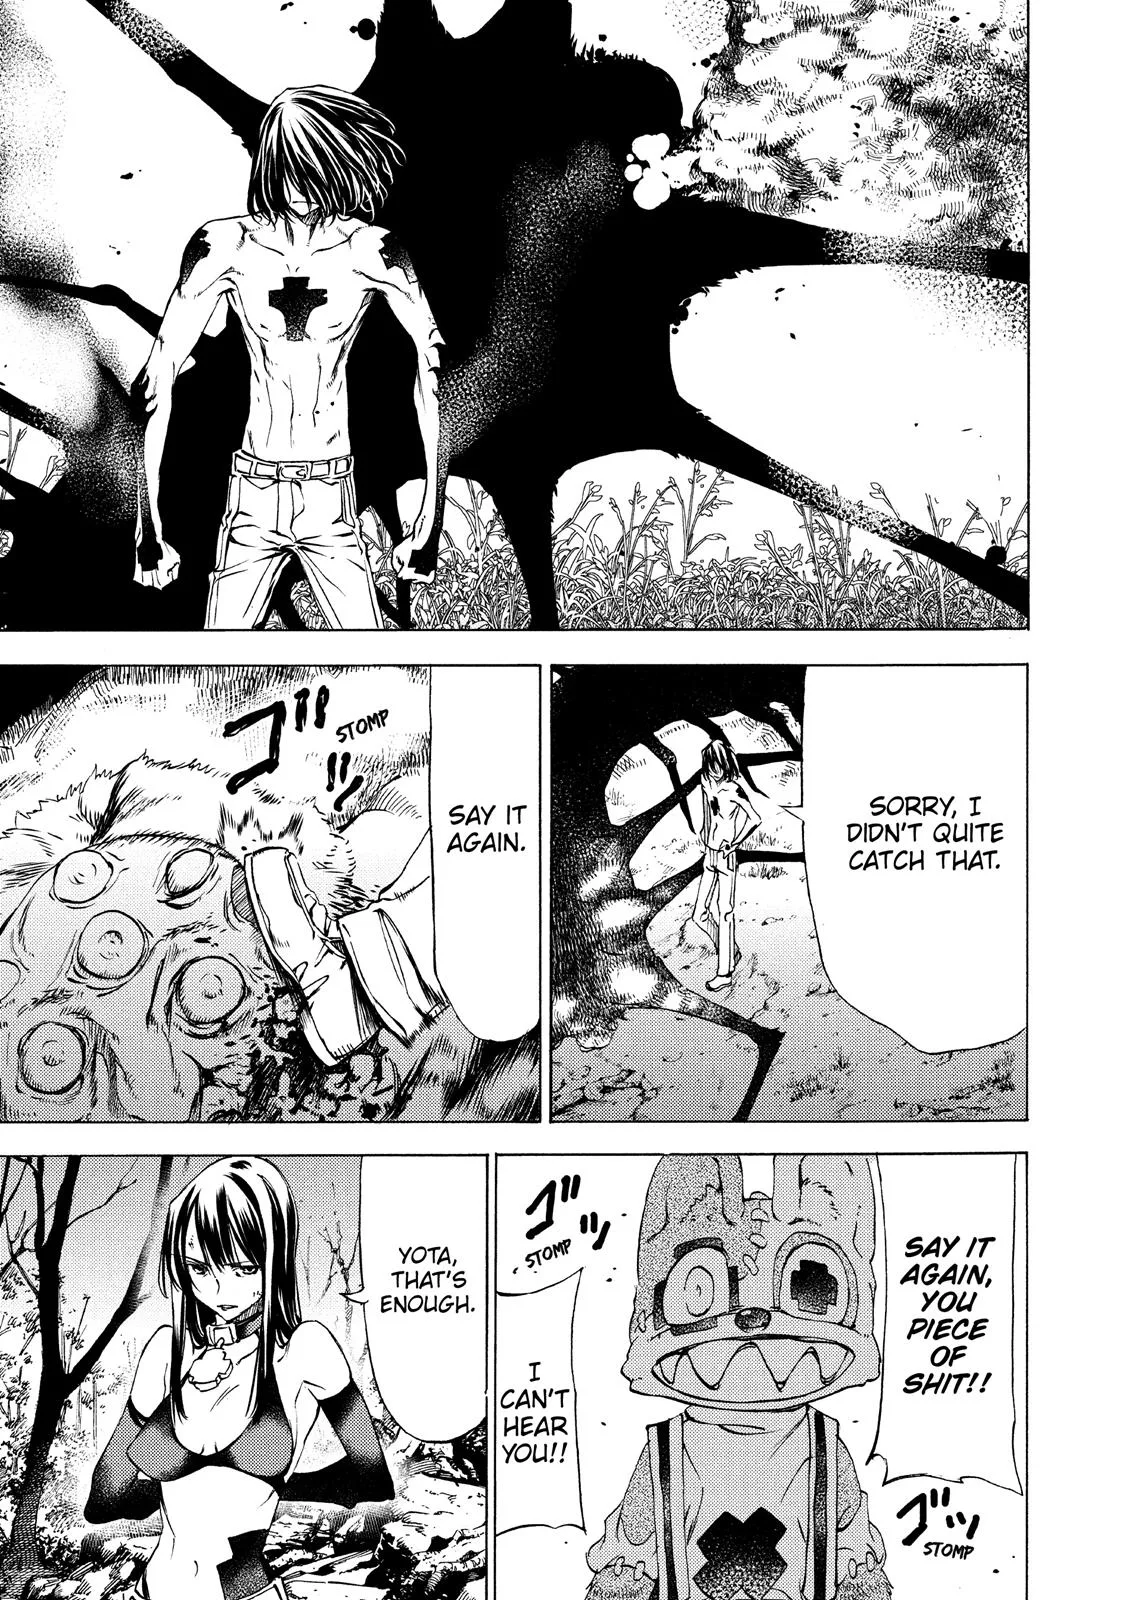 SORRY, I
DIDN'T QUITE
CATCH THAT.
SAY IT
AGAIN.
ゴッ
STOMP
SAY IT
AGAIN,
YOU
PIECE
OF
SHIT!!
ゴッ
STOMP
I
CAN'T
HEAR
YOU!!
ゴッ
STOMP
YOTA,
THAT'S
ENOUGH.